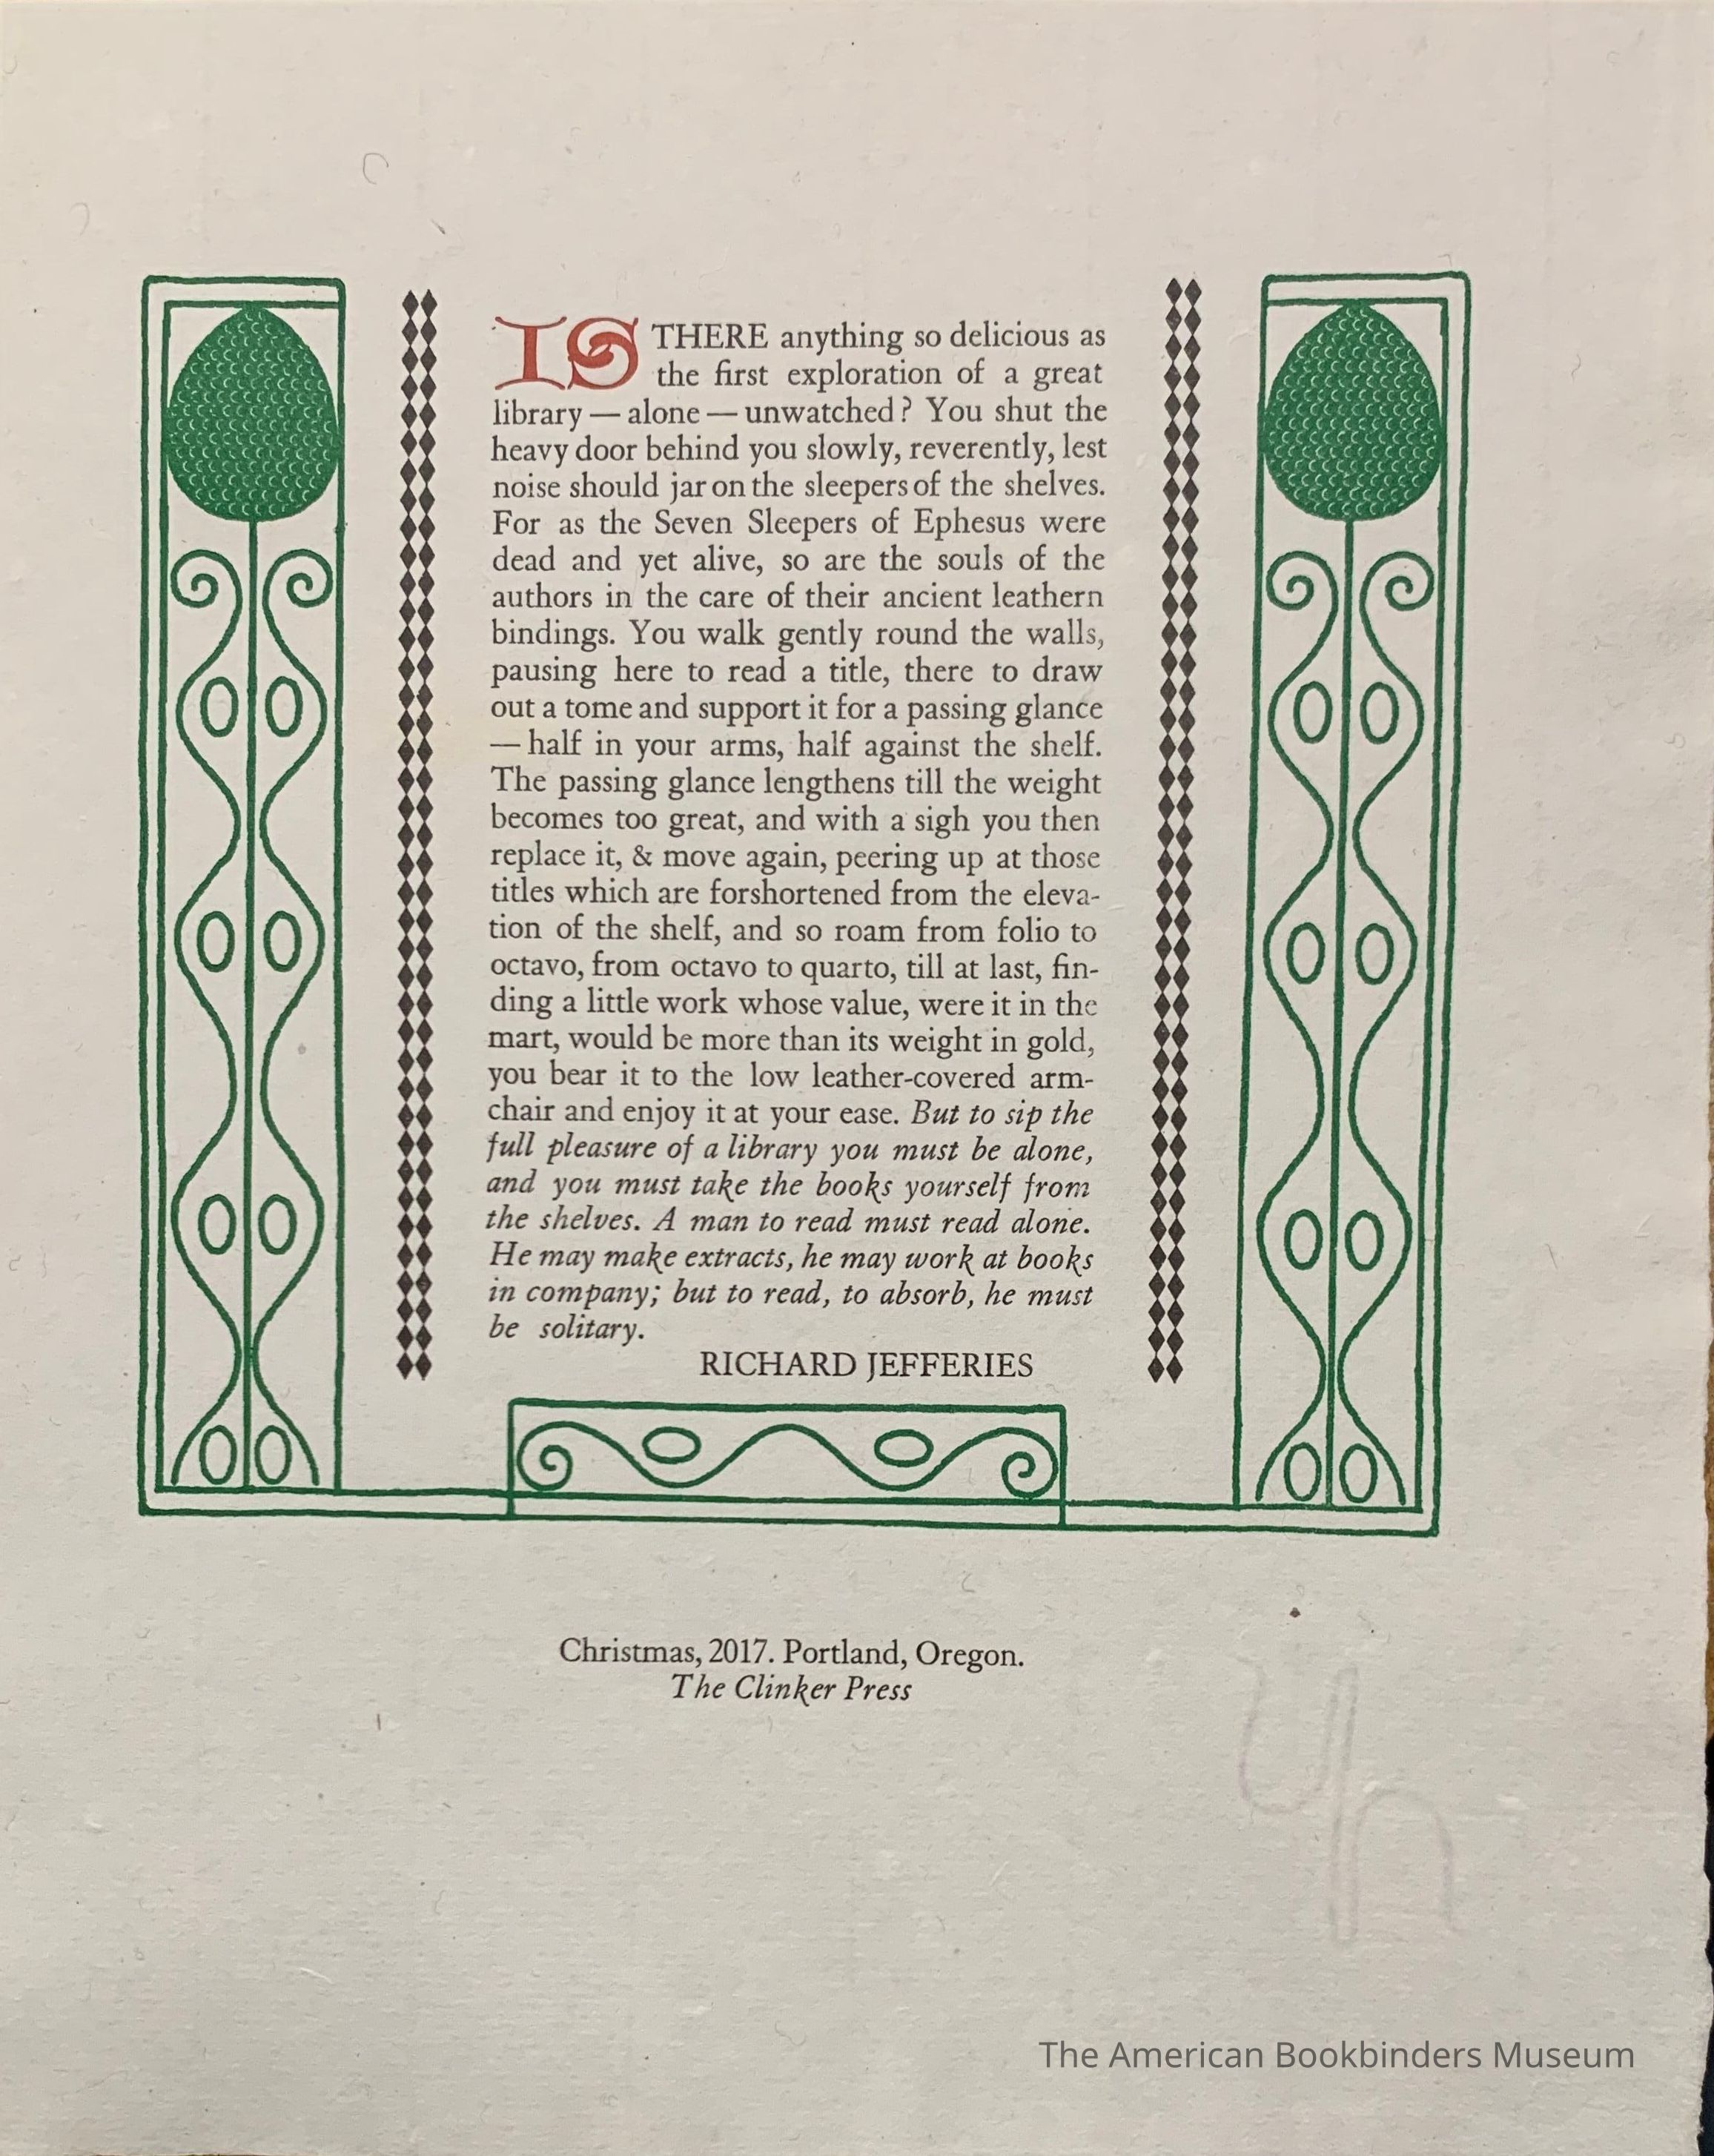 IS THERE anything so delicious as
the first exploration of a great
library — alone — unwatched? You shut the
heavy door behind you slowly, reverently, lest
noise should jar on the sleepers of the shelves.
For as the Seven Sleepers of Ephesus were
dead and yet alive, so are the souls of the
authors in the care of their ancient leathern
bindings. You walk gently round the walls,
pausing here to read a title, there to draw
out a tome and support it for a passing glance
— half in your arms, half against the shelf.
The passing glance lengthens till the weight
becomes too great, and with a sigh you then
replace it, & move again, peering up at those
titles which are forshortened from the eleva-
tion of the shelf, and so roam from folio to
octavo, from octavo to quarto, till at last, fin-
ding a little work whose value, were it in the
mart, would be more than its weight in gold,
you bear it to the low leather-covered arm-
chair and enjoy it at your ease. But to sip the
full pleasure of a library you must be alone,
and you must take the books yourself from
the shelves. A man to read must read alone.
He may make extracts, he may work at books
in company; but to read, to absorb, he must
be solitary.
RICHARD JEFFERIES
Christmas, 2017. Portland, Oregon.
The Clinker Press
The American Bookbinders Museum